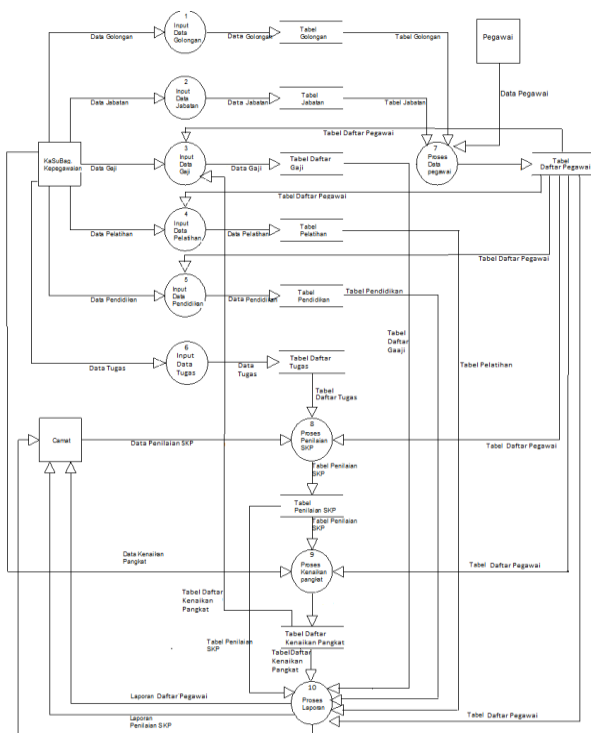 1
Input
Data
Golongan
Data Golongan
Data Golongan
Tabel
Golongan
Tabel Golongan
Pegawai
Data Pegawai
2
Input
Data
Jabatan
Data Jabatan
Data Jabatan
Tabel
Jabatan
Tabel Jabatan
Tabel Daftar Pegawai
KaSuBag.
Kepegawaian
Data Gaji
3
Input
Data
Gaji
Data Gaji
Tabel Daftar
Gaji
7
Proses
Data
pegawai
Tabel
Daftar Pegawai
Tabel Daftar Pegawai
4
Input
Data
Pelatihan
Data Pelatihan
Data Pelatihan
Tabel
Pelatihan
Tabel Daftar Pegawai
5
Input
Data
Pendidikan
Data Pendidikan
Data Pendidikan
Tabel
Pendidikan
Tabel Pendidikan
Tabel
Daftar
Gaaji
6
Input
Data
Tugas
Data Tugas
Data
Tugas
Tabel Daftar
Tugas
Tabel Pelatihan
Tabel
Daftar Tugas
Camat
Data Penilaian SKP
8
Proses
Penilaian
SKP
Tabel Daftar Pegawai
Tabel Penilaian
SKP
Tabel
Penilaian SKP
Tabel Penilaian
SKP
Data Kenaikan
Pangkat
9
Proses
Kenaikan
pangkat
Tabel Daftar Pegawai
Tabel Daftar
Kenaikan
Pangkat
Tabel Daftar
Kenaikan Pangkat
Tabel Penilaian
SKP
TabelDaftar
Kenaikan
Pangkat
10
Proses
Laporan
Laporan Daftar Pegawai
Laporan
Penilaian SKP
Tabel Daftar Pegawai